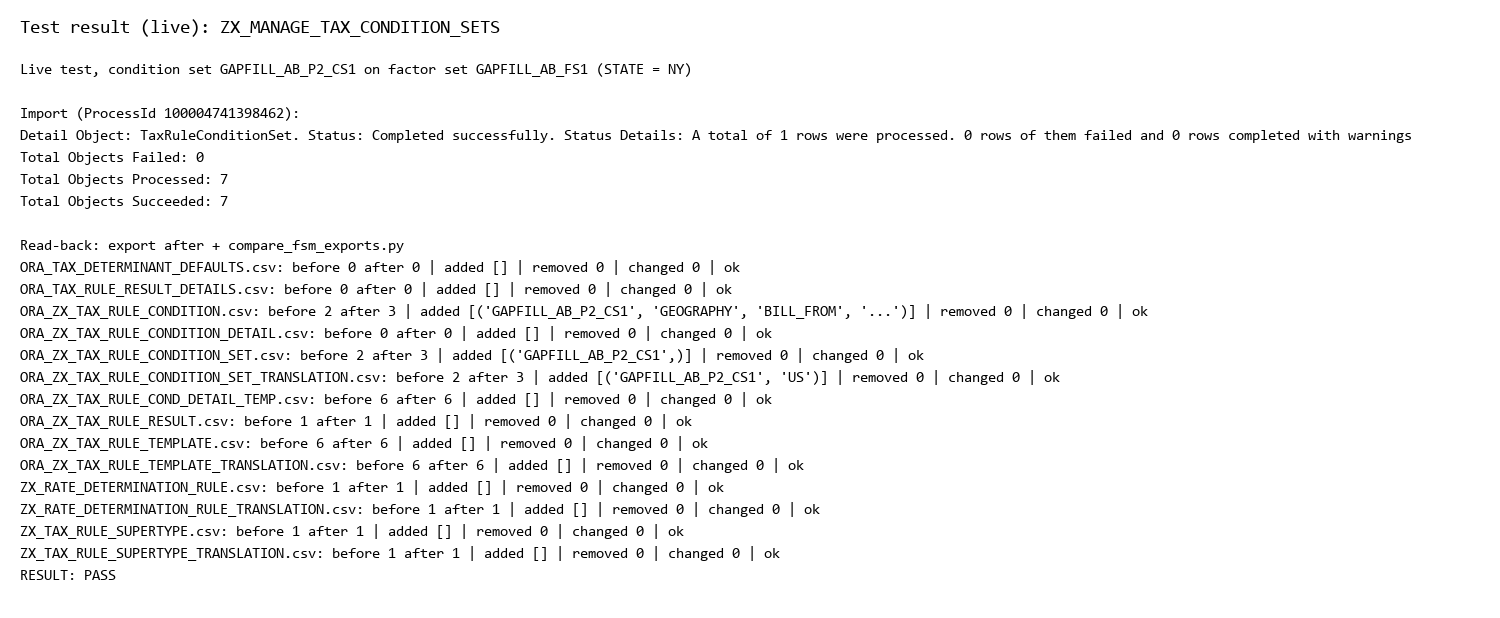 Test result (live): ZX_MANAGE_TAX_CONDITION_SETS
Live test, condition set GAPFILL_AB_P2_CS1 on factor set GAPFILL_AB_FS1 (STATE = NY)
Import (ProcessId 100004741398462):
Detail Object: TaxRuleConditionSet. Status: Completed successfully. Status Details: A total of 1 rows were processed. 0 rows of them failed and 0 rows completed with warnings
Total Objects Failed: 0
Total Objects Processed: 7
Total Objects Succeeded: 7
Read-back: export after + compare_fsm_exports.py
ORA_TAX_DETERMINANT_DEFAULTS.csv: before 0 after 0 | added [] | removed 0 | changed 0 | ok
ORA_TAX_RULE_RESULT_DETAILS.csv: before 0 after 0 | added [] | removed 0 | changed 0 | ok
ORA_ZX_TAX_RULE_CONDITION.csv: before 2 after 3 | added [('GAPFILL_AB_P2_CS1', 'GEOGRAPHY', 'BILL_FROM', '...')] | removed 0 | changed 0 | ok
ORA_ZX_TAX_RULE_CONDITION_DETAIL.csv: before 0 after 0 | added [] | removed 0 | changed 0 | ok
ORA_ZX_TAX_RULE_CONDITION_SET.csv: before 2 after 3 | added [('GAPFILL_AB_P2_CS1',)] | removed 0 | changed 0 | ok
ORA_ZX_TAX_RULE_CONDITION_SET_TRANSLATION.csv: before 2 after 3 | added [('GAPFILL_AB_P2_CS1', 'US')] | removed 0 | changed 0 | ok
ORA_ZX_TAX_RULE_COND_DETAIL_TEMP.csv: before 6 after 6 | added [] | removed 0 | changed 0 | ok
ORA_ZX_TAX_RULE_RESULT.csv: before 1 after 1 | added [] | removed 0 | changed 0 | ok
ORA_ZX_TAX_RULE_TEMPLATE.csv: before 6 after 6 | added [] | removed 0 | changed 0 | ok
ORA_ZX_TAX_RULE_TEMPLATE_TRANSLATION.csv: before 6 after 6 | added [] | removed 0 | changed 0 | ok
ZX_RATE_DETERMINATION_RULE.csv: before 1 after 1 | added [] | removed 0 | changed 0 | ok
ZX_RATE_DETERMINATION_RULE_TRANSLATION.csv: before 1 after 1 | added [] | removed 0 | changed 0 | ok
ZX_TAX_RULE_SUPERTYPE.csv: before 1 after 1 | added [] | removed 0 | changed 0 | ok
ZX_TAX_RULE_SUPERTYPE_TRANSLATION.csv: before 1 after 1 | added [] | removed 0 | changed 0 | ok
RESULT: PASS